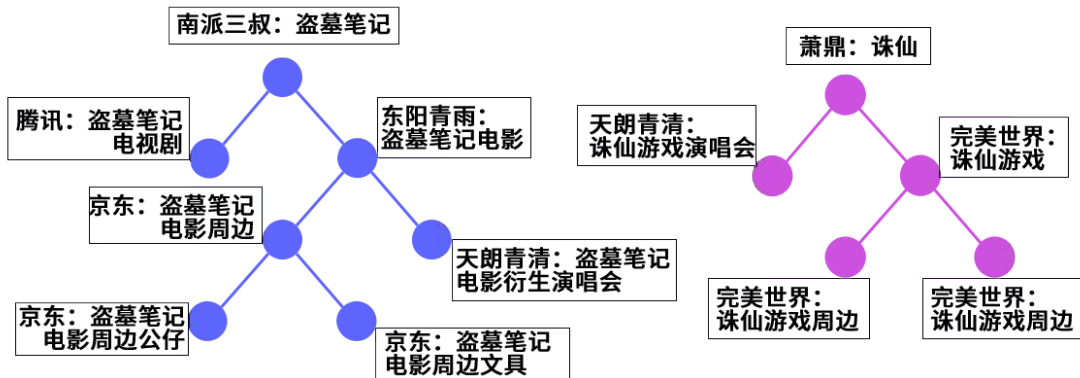 南派三叔：盗墓笔记
腾讯：盗墓笔记
电视剧
东阳青雨：
盗墓笔记电影
京东：盗墓笔记
电影周边
天朗青清：盗墓笔记
电影衍生演唱会
京东：盗墓笔记
电影周边公仔
京东：盗墓笔记
电影周边文具
萧鼎：诛仙
天朗青清：
诛仙游戏演唱会
完美世界：
诛仙游戏
完美世界：
诛仙游戏周边
完美世界：
诛仙游戏周边